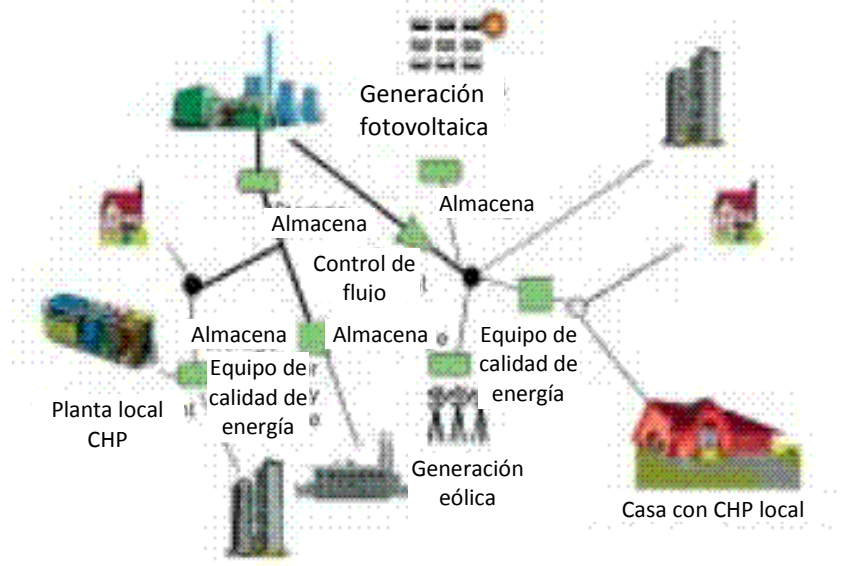 Generación
fotovoltaica
Almacena
Almacena
Control de
flujo
Almacena
Almacena
Equipo de
calidad de
energía
Equipo de
calidad de
energía
Planta local
CHP
Generación
eólica
Casa con CHP local